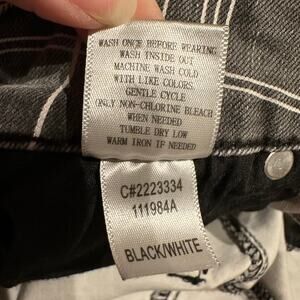 WASH ONCE BEFORE WEARING
WASH INSIDE OUT
MACHINE WASH COLD
WITH LIKE COLORS
GENTLE CYCLE
ONLY NON-CHLORINE BLEACH
WHEN NEEDED
TUMBLE DRY LOW
WARM IRON IF NEEDED
C#2223334
111984A
BLACK/WHITE